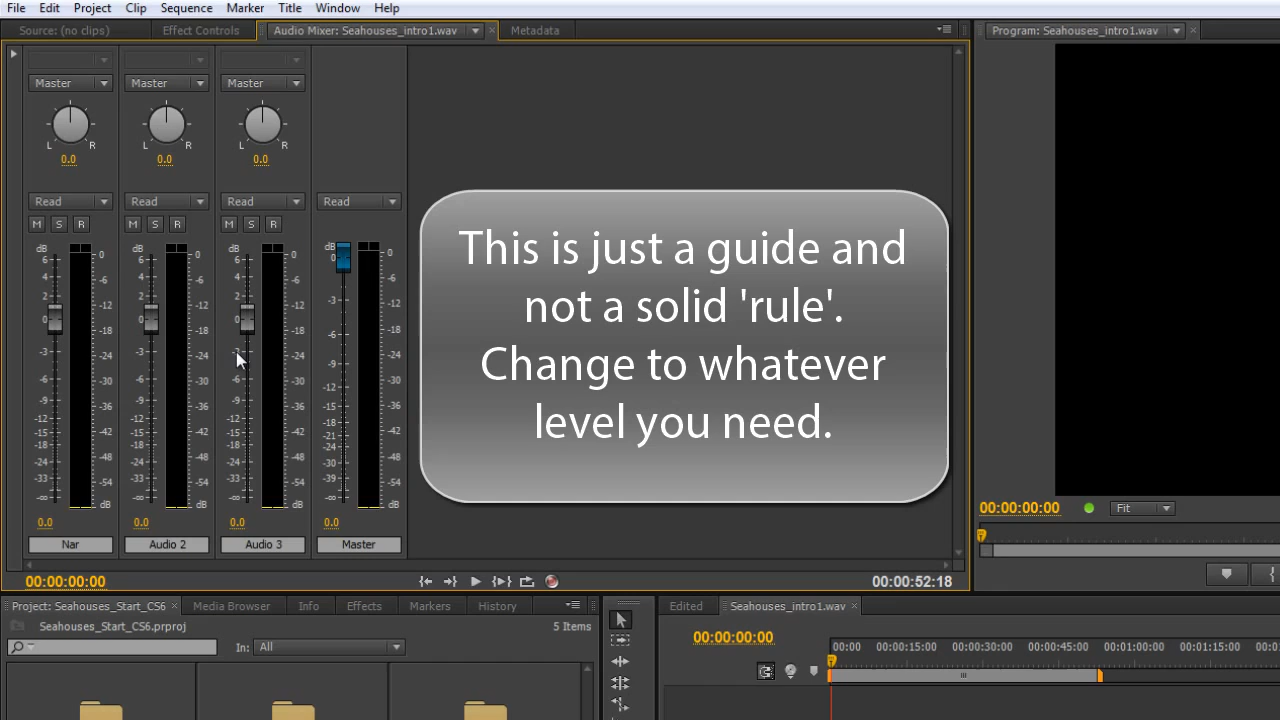 File Edit Project Clip Sequence Marker Title Window Help
Source: (no clips) Effect Controls Audio Mixer: Seahouses_intro1.wav Metadata Program: Seahouses_intro1.wav
Master Master Master
L R L R L R
0.0 0.0 0.0
Read Read Read Read
M S R M S R M S R
dB dB dB dB
6 4 2 0 -3 -6 -9 -12 -15 -18 -24 -33 -∞
0 -6 -12 -18 -24 -30 -36 -42 -54 dB
6 4 2 0 -3 -6 -9 -12 -15 -18 -24 -33 -∞
0 -6 -12 -18 -24 -30 -36 -42 -54 dB
6 4 2 0 -6 -9 -12 -15 -18 -24 -33 -∞
0 -6 -12 -18 -24 -30 -36 -42 -54 dB
0 -3 -6 -9 -12 -15 -18 -21 -24 -30 -39 -∞
0 -6 -12 -18 -24 -30 -36 -42 -54 dB
0.0 0.0 0.0 0.0
Nar Audio 2 Audio 3 Master
This is just a guide and
not a solid 'rule'.
Change to whatever
level you need.
00:00:00:00 00:00:52:18
00:00:00:00 Fit
Project: Seahouses_Start_CS6 Media Browser Info Effects Markers History
Seahouses_Start_CS6.prproj 5 Items
In: All
Edited Seahouses_intro1.wav
00:00:00:00
00:00 00:00:15:00 00:00:30:00 00:00:45:00 00:01:00:00 00:01:15:00